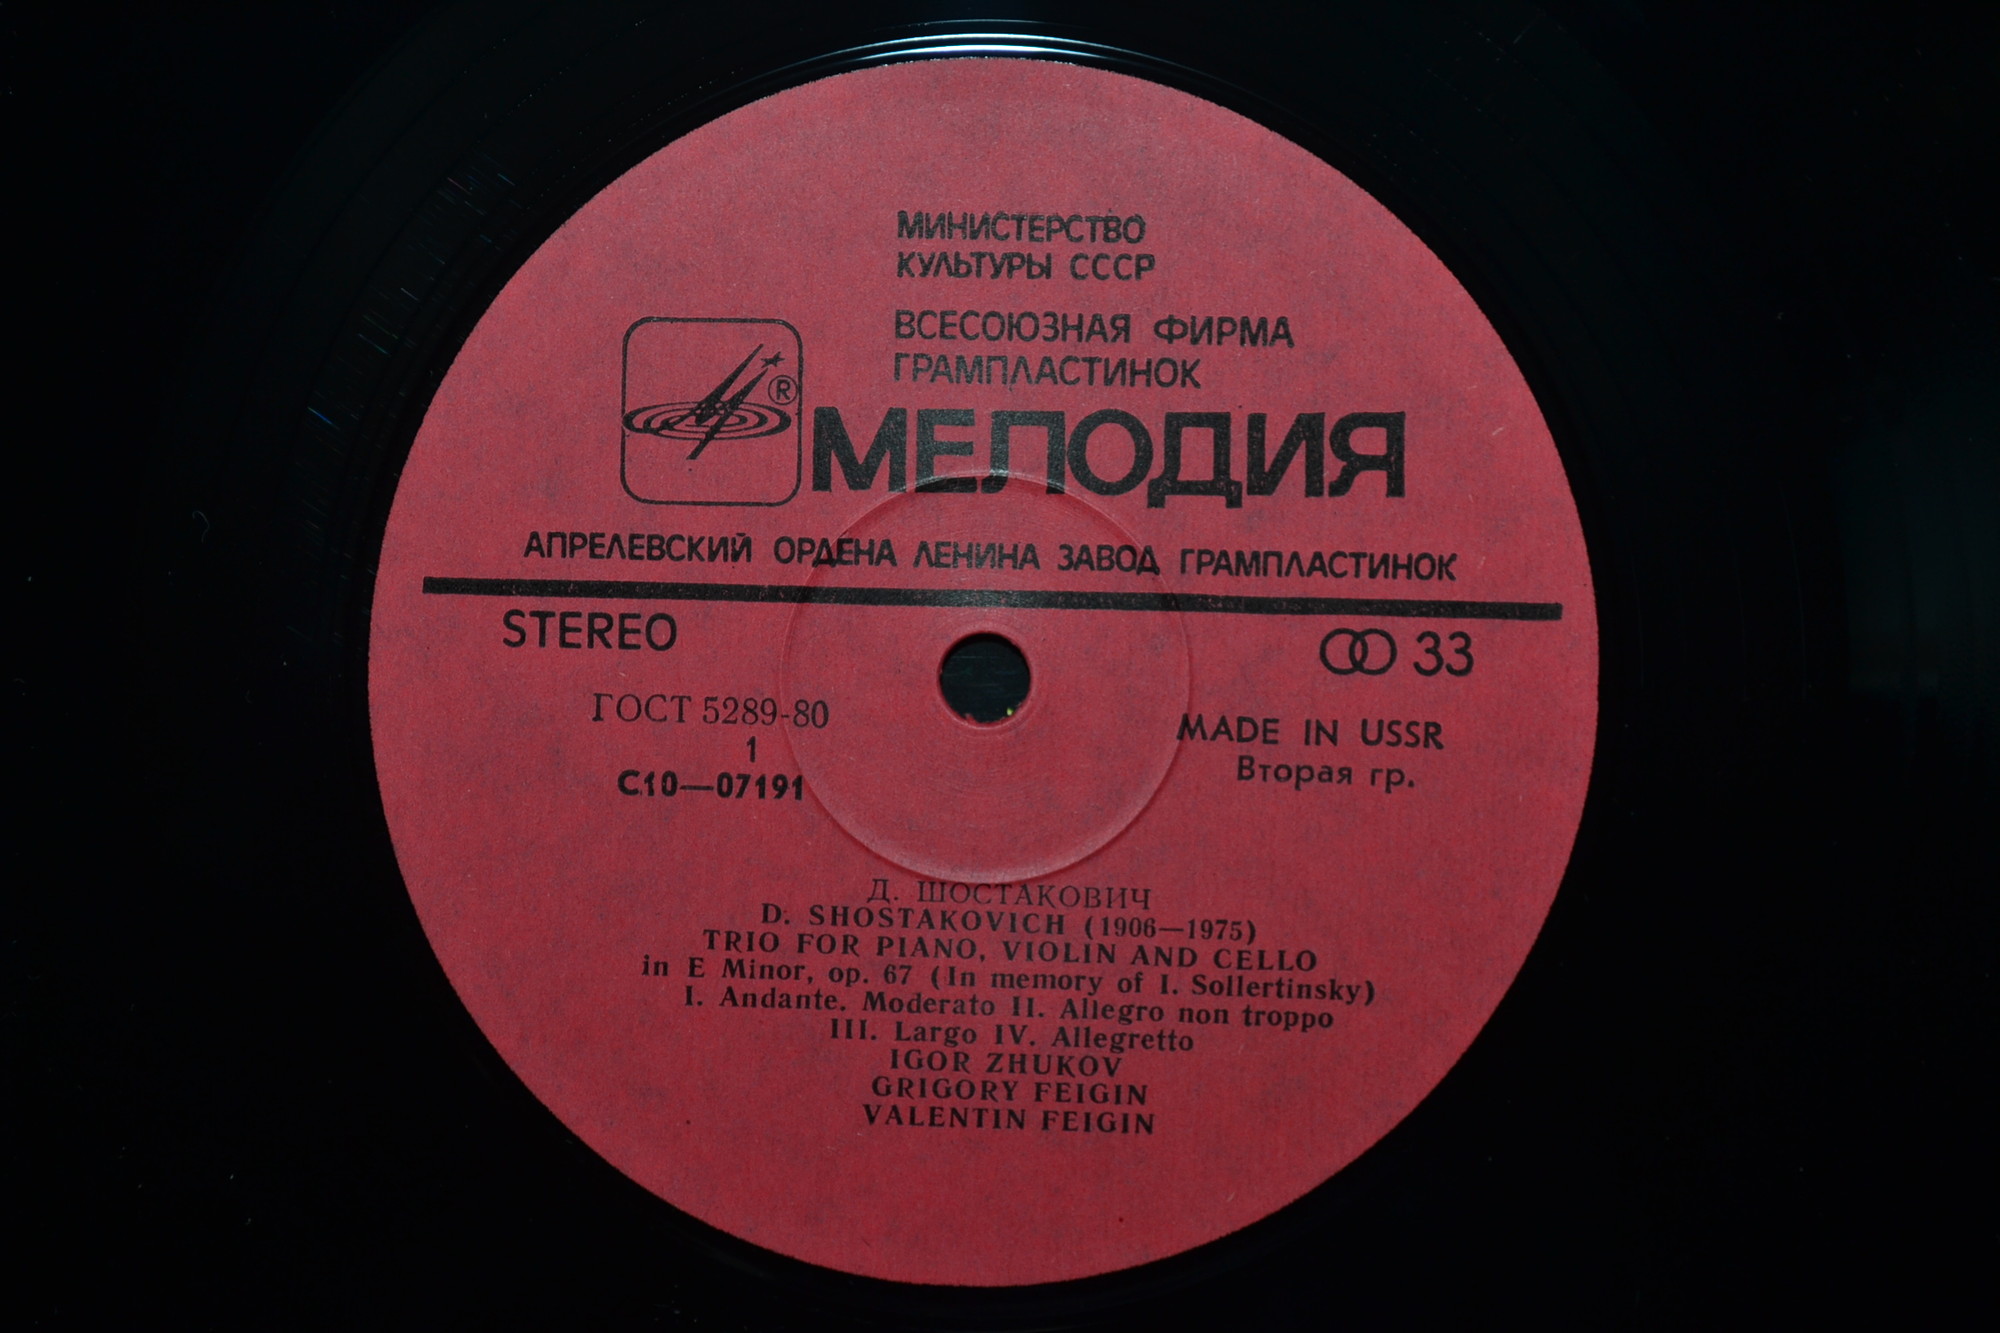 МИНИСТЕРСТВО
КУЛЬТУРЫ СССР
ВСЕСОЮЗНАЯ ФИРМА
ГРАМПЛАСТИНОК
®
МЕЛОДИЯ
АПРЕЛЕВСКИЙ ОРДЕНА ЛЕНИНА ЗАВОД ГРАМПЛАСТИНОК
STEREO
33
ГОСТ 5289-80
1
С10—07191
MADE IN USSR
Вторая гр.
Д. ШОСТАКОВИЧ
D. SHOSTAKOVICH (1906—1975)
TRIO FOR PIANO, VIOLIN AND CELLO
in E Minor, op. 67 (In memory of I. Sollertinsky)
I. Andante. Moderato II. Allegro non troppo
III. Largo IV. Allegretto
IGOR ZHUKOV
GRIGORY FEIGIN
VALENTIN FEIGIN